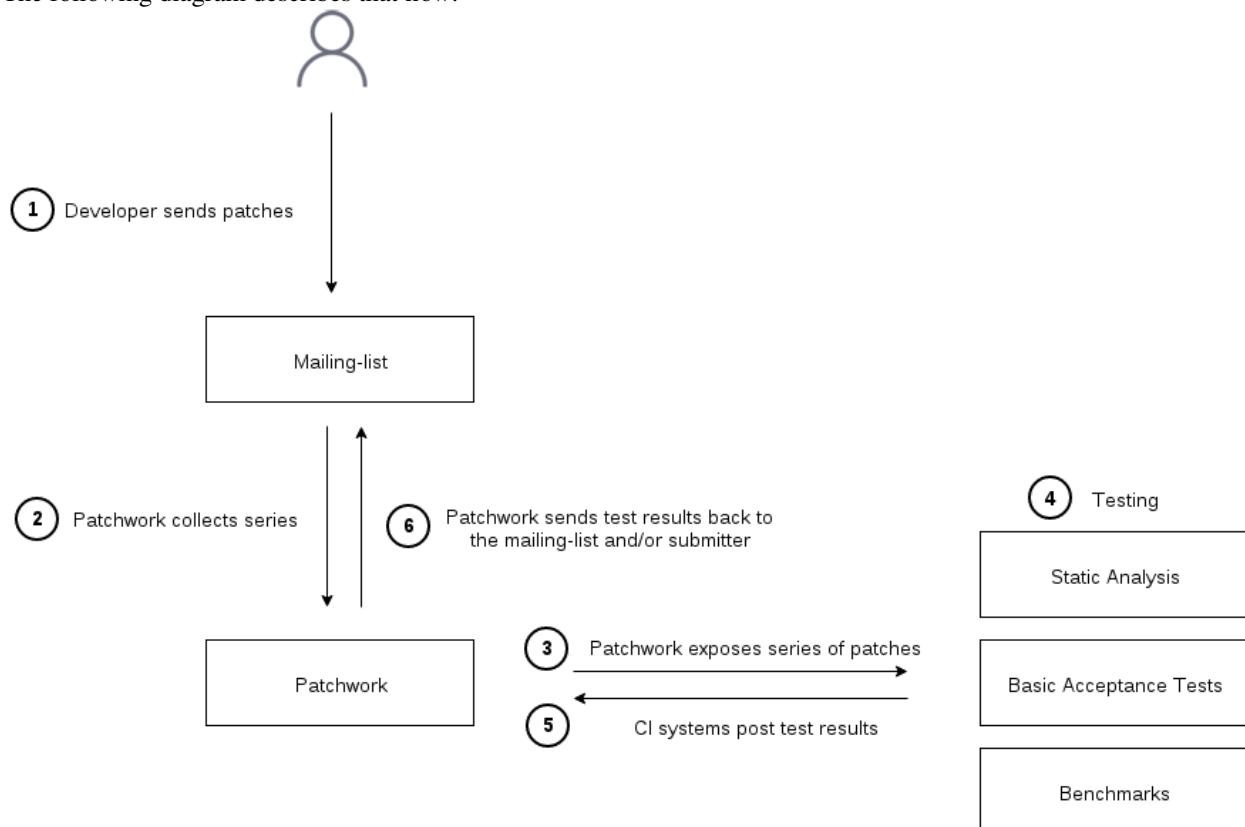 The following diagram describes that flow:
1 Developer sends patches
Mailing-list
2 Patchwork collects series
6 Patchwork sends test results back to
the mailing-list and/or submitter
4 Testing
Static Analysis
3 Patchwork exposes series of patches
Patchwork
Basic Acceptance Tests
5 CI systems post test results
Benchmarks